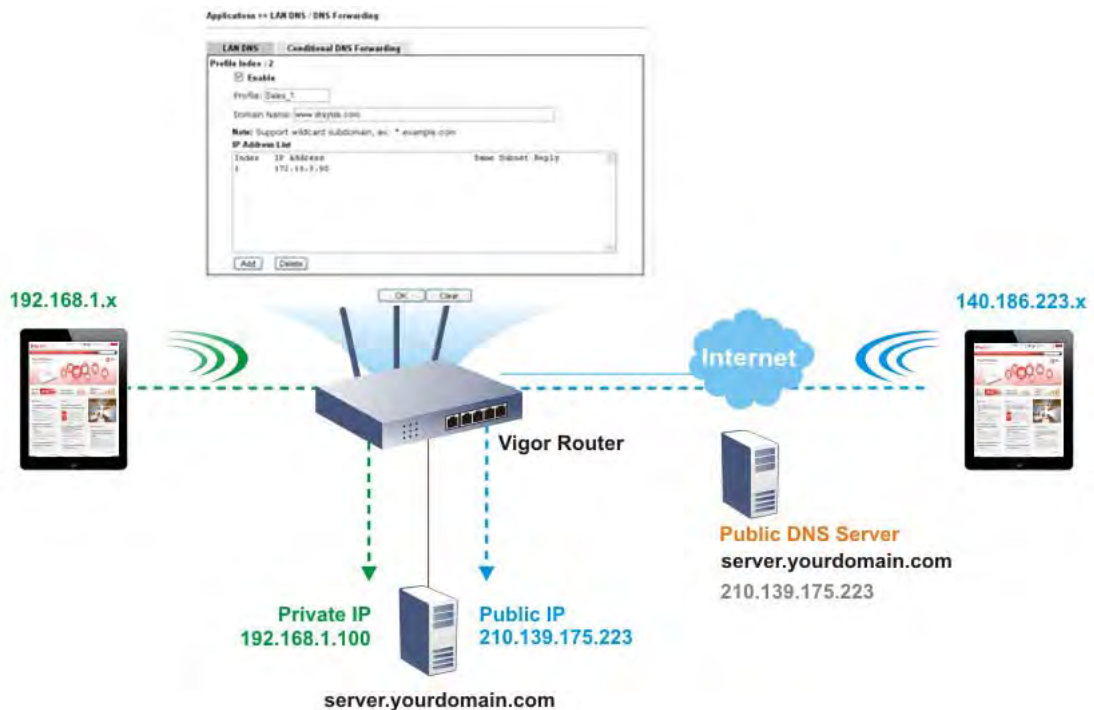 Applications >> LAN DNS / DNS Forwarding
LAN DNS Conditional DNS Forwarding
Profile Index : 2
Enable
Profile: Sales_1
Domain Name:
Note: Support wildcard subdomain, ex: *.example.com
IP Address List
Index IP Address Same Subnet Reply
1
Add Delete
OK Clear
192.168.1.x
140.186.223.x
Internet
Vigor Router
Public DNS Server
server.yourdomain.com
210.139.175.223
Private IP
192.168.1.100
Public IP
210.139.175.223
server.yourdomain.com